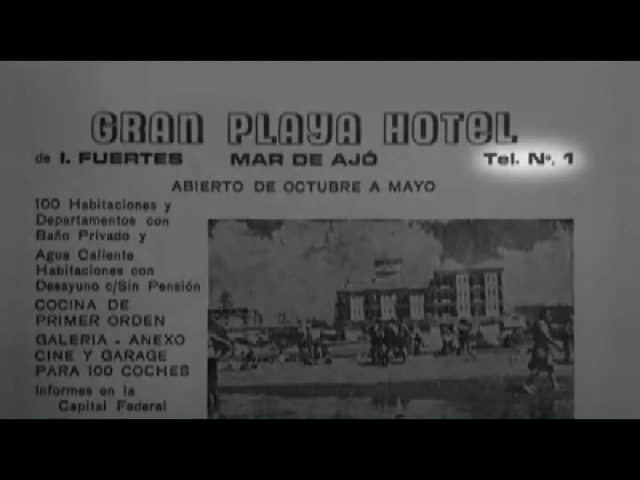 GRAN PLAYA HOTEL
de I. FUERTES MAR DE AJÓ Tel. Nº. 1
ABIERTO DE OCTUBRE A MAYO
100 Habitaciones y
Departamentos con
Baño Privado y
Agua Caliente
Habitaciones con
Desayuno c/Sin Pensión
COCINA DE
PRIMER ORDEN
GALERIA - ANEXO
CINE Y GARAGE
PARA 100 COCHES
Informes en la
Capital Federal